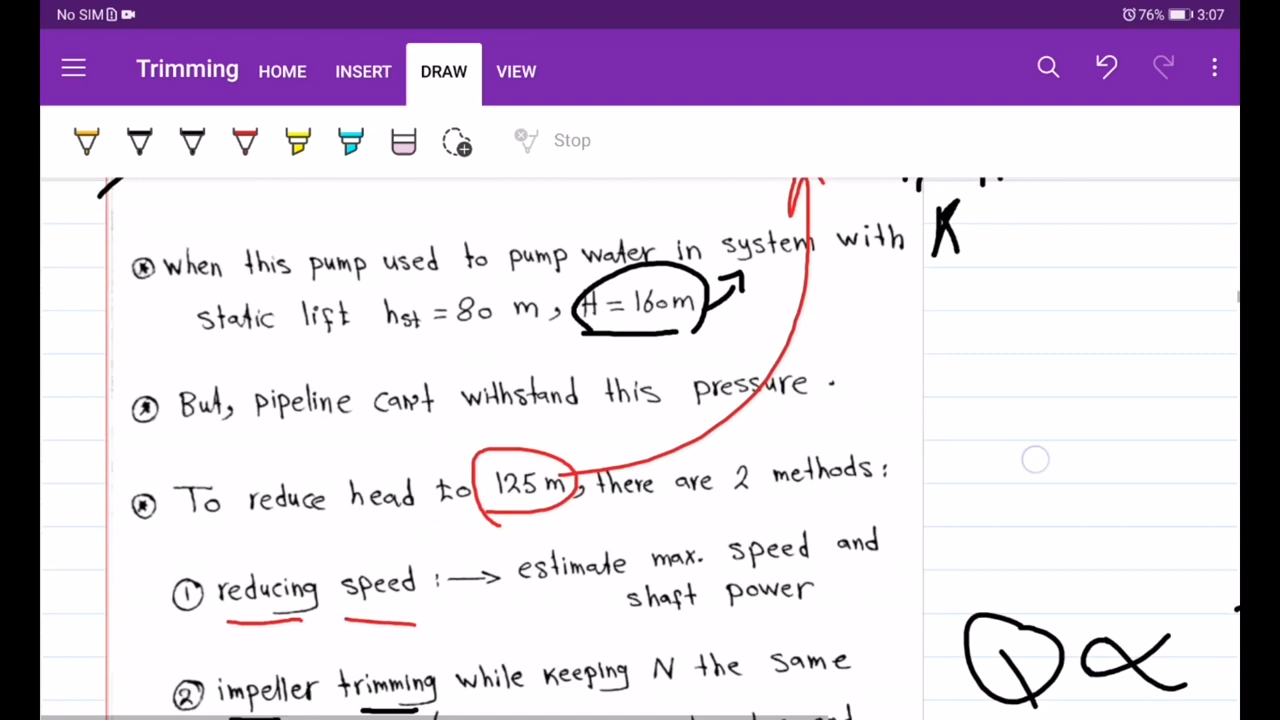 No SIM 76% 3:07
Trimming HOME INSERT DRAW VIEW
Stop
K
when this pump used to pump water in system with
static lift hst = 80 m, H = 160m
But, pipeline can't withstand this pressure.
To reduce head to 125 m, there are 2 methods:
① reducing speed : → estimate max. speed and
shaft power
Q ∝
② impeller trimming while keeping N the same